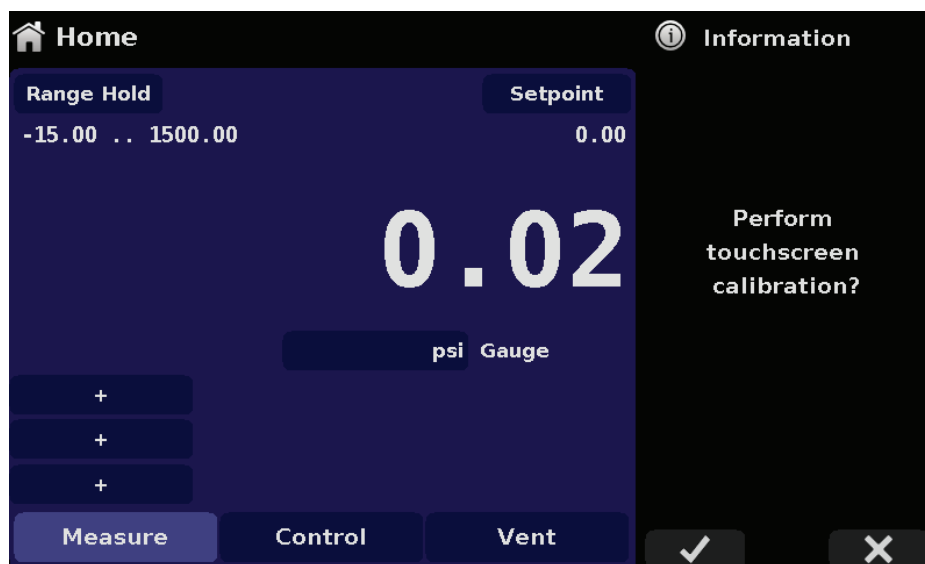 Home
Information
Range Hold
Setpoint
-15.00 .. 1500.00
0.00
0.02
Perform
touchscreen
calibration?
psi Gauge
+
+
+
Measure
Control
Vent